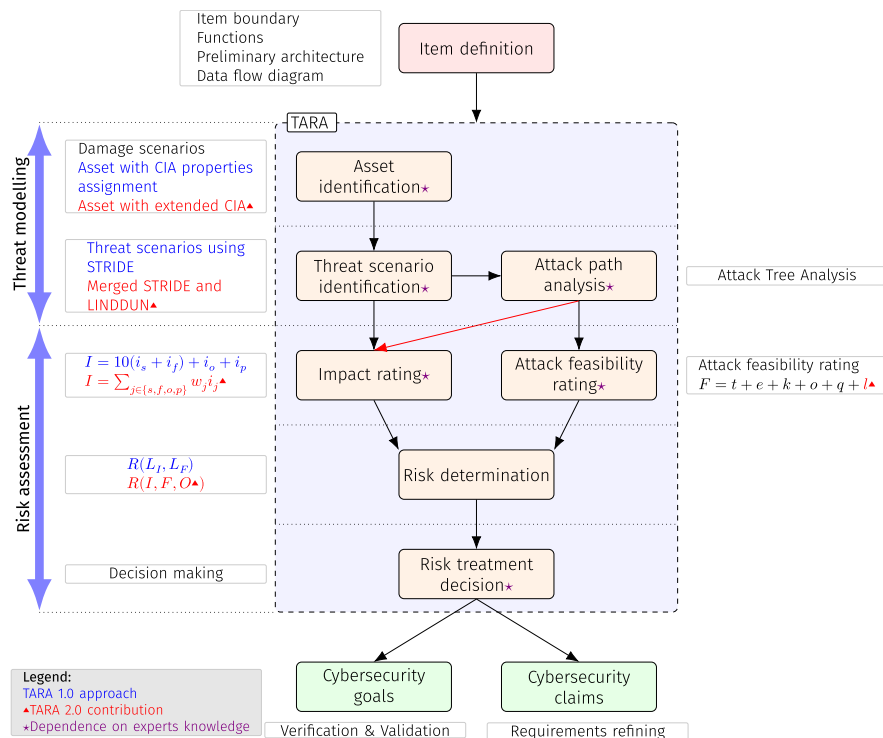 Item boundary
Functions
Preliminary architecture
Data flow diagram
Item definition
TARA
Threat modelling
Damage scenarios
Asset with CIA properties
assignment
Asset with extended CIA▲
Asset
identification⋆
Threat scenarios using
STRIDE
Merged STRIDE and
LINDDUN▲
Threat scenario
identification⋆
Attack path
analysis⋆
Attack Tree Analysis
Risk assessment
I = 10(i_s + i_f) + i_o + i_p
I = ∑_{j∈{s,f,o,p}} w_j i_j▲
Impact rating⋆
Attack feasibility
rating⋆
Attack feasibility rating
F = t + e + k + o + q + l▲
R(L_I, L_F)
R(I, F, O▲)
Risk determination
Decision making
Risk treatment
decision⋆
Cybersecurity
goals
Cybersecurity
claims
Verification & Validation
Requirements refining
Legend:
TARA 1.0 approach
▲TARA 2.0 contribution
⋆Dependence on experts knowledge